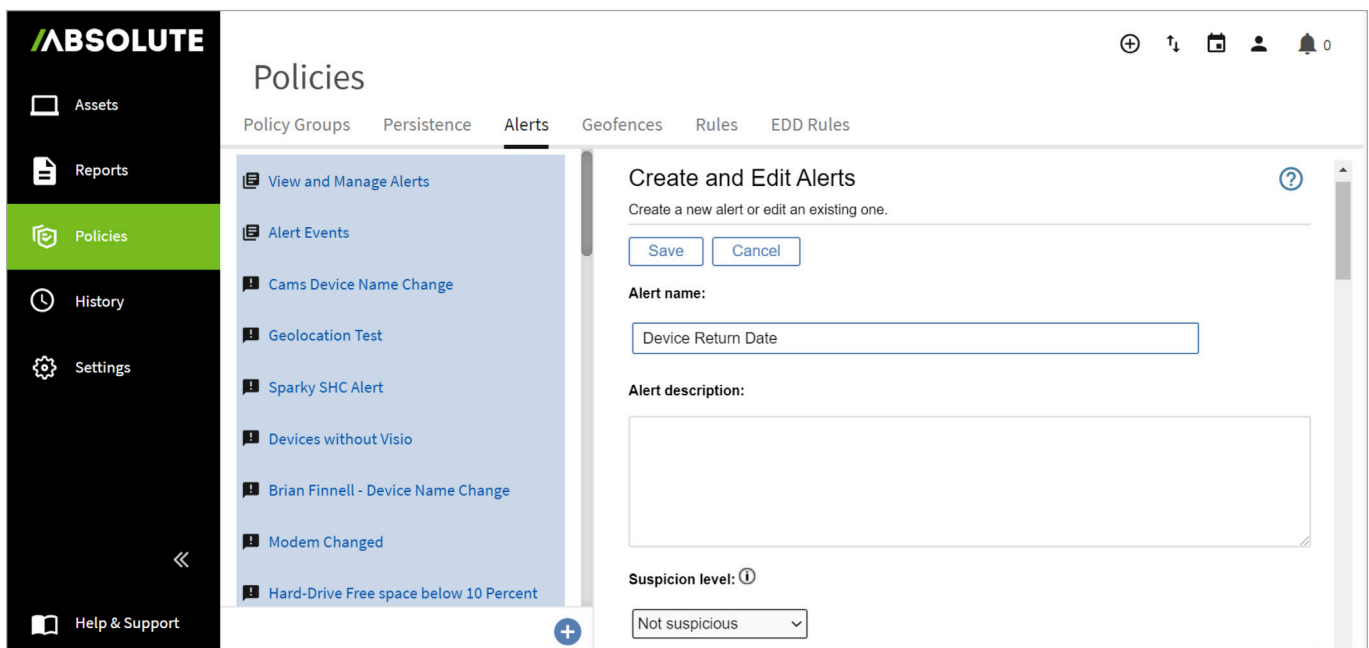 ABSOLUTE
Assets
Reports
Policies
History
Settings
Help & Support
Policies
0
Policy Groups Persistence Alerts Geofences Rules EDD Rules
View and Manage Alerts
Alert Events
Cams Device Name Change
Geolocation Test
Sparky SHC Alert
Devices without Visio
Brian Finnell - Device Name Change
Modem Changed
Hard-Drive Free space below 10 Percent
Create and Edit Alerts
Create a new alert or edit an existing one.
Save Cancel
Alert name:
Device Return Date
Alert description:
Suspicion level:
Not suspicious